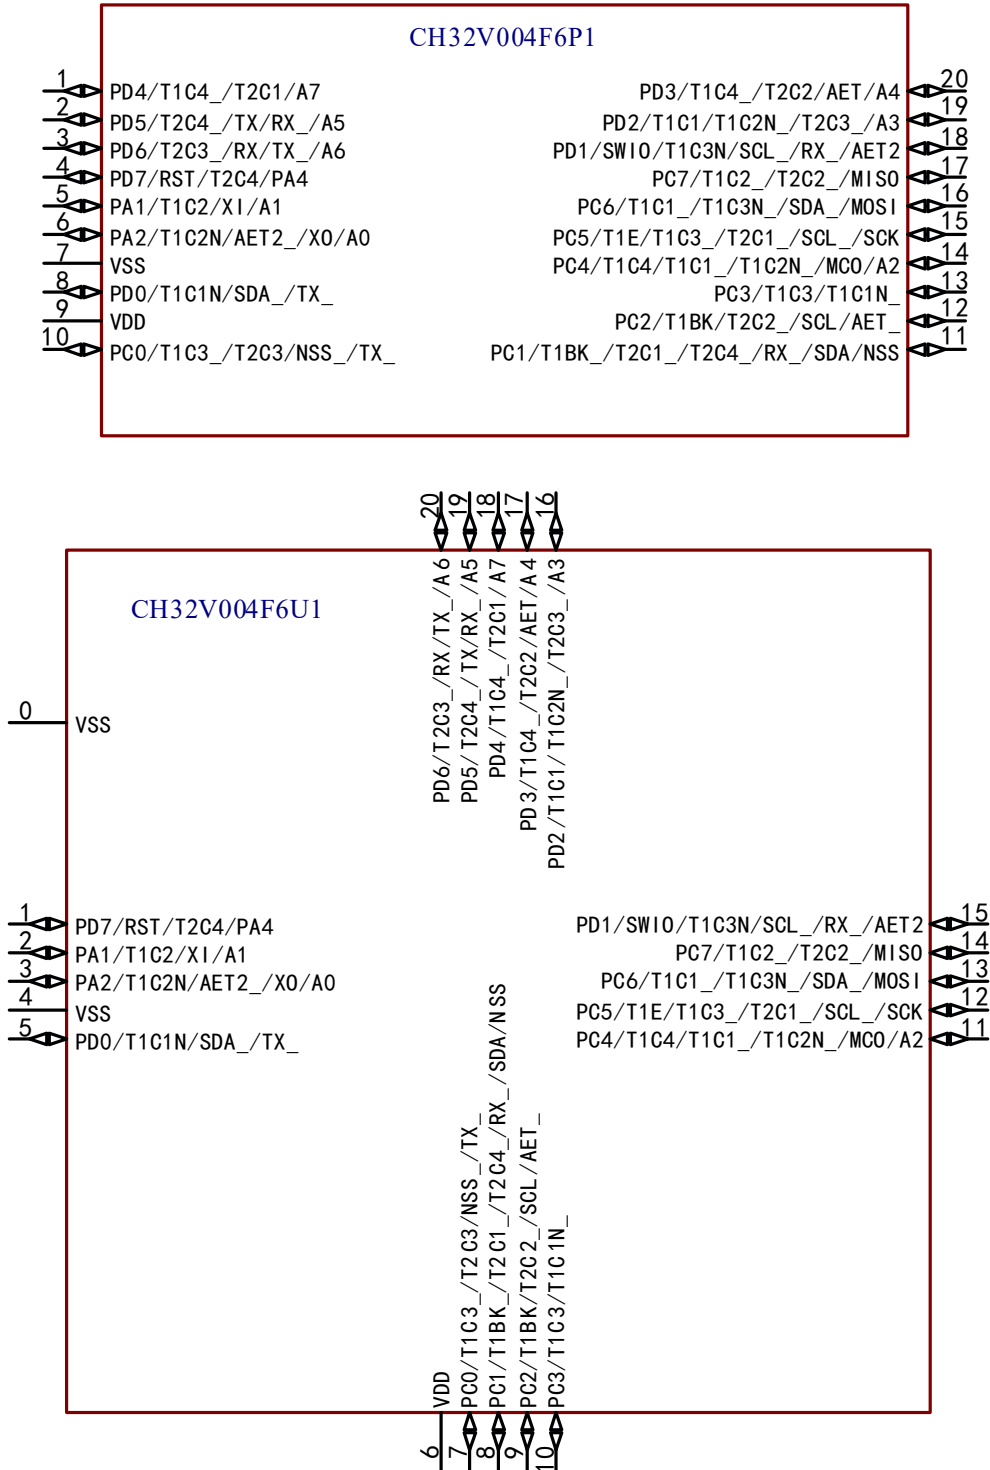 CH32V004F6P1
1 PD4/T1C4_/T2C1/A7
2 PD5/T2C4_/TX/RX_/A5
3 PD6/T2C3_/RX/TX_/A6
4 PD7/RST/T2C4/PA4
5 PA1/T1C2/XI/A1
6 PA2/T1C2N/AET2_/XO/A0
7 VSS
8 PD0/T1C1N/SDA_/TX_
9 VDD
10 PC0/T1C3_/T2C3/NSS_/TX_
PD3/T1C4_/T2C2/AET/A4 20
PD2/T1C1/T1C2N_/T2C3_/A3 19
PD1/SWIO/T1C3N/SCL_/RX_/AET2 18
PC7/T1C2_/T2C2_/MISO 17
PC6/T1C1_/T1C3N_/SDA_/MOSI 16
PC5/T1E/T1C3_/T2C1_/SCL_/SCK 15
PC4/T1C4/T1C1_/T1C2N_/MCO/A2 14
PC3/T1C3/T1C1N_ 13
PC2/T1BK/T2C2_/SCL/AET_ 12
PC1/T1BK_/T2C1_/T2C4_/RX_/SDA/NSS 11
CH32V004F6U1
20 PD6/T2C3_/RX/TX_/A6
19 PD5/T2C4_/TX/RX_/A5
18 PD4/T1C4_/T2C1/A7
17 PD3/T1C4_/T2C2/AET/A4
16 PD2/T1C1/T1C2N_/T2C3_/A3
0 VSS
1 PD7/RST/T2C4/PA4
2 PA1/T1C2/XI/A1
3 PA2/T1C2N/AET2_/XO/A0
4 VSS
5 PD0/T1C1N/SDA_/TX_
PD1/SWIO/T1C3N/SCL_/RX_/AET2 15
PC7/T1C2_/T2C2_/MISO 14
PC6/T1C1_/T1C3N_/SDA_/MOSI 13
PC5/T1E/T1C3_/T2C1_/SCL_/SCK 12
PC4/T1C4/T1C1_/T1C2N_/MCO/A2 11
6 VDD
7 PC0/T1C3_/T2C3/NSS_/TX_
8 PC1/T1BK_/T2C1_/T2C4_/RX_/SDA/NSS
9 PC2/T1BK/T2C2_/SCL/AET_
10 PC3/T1C3/T1C1N_